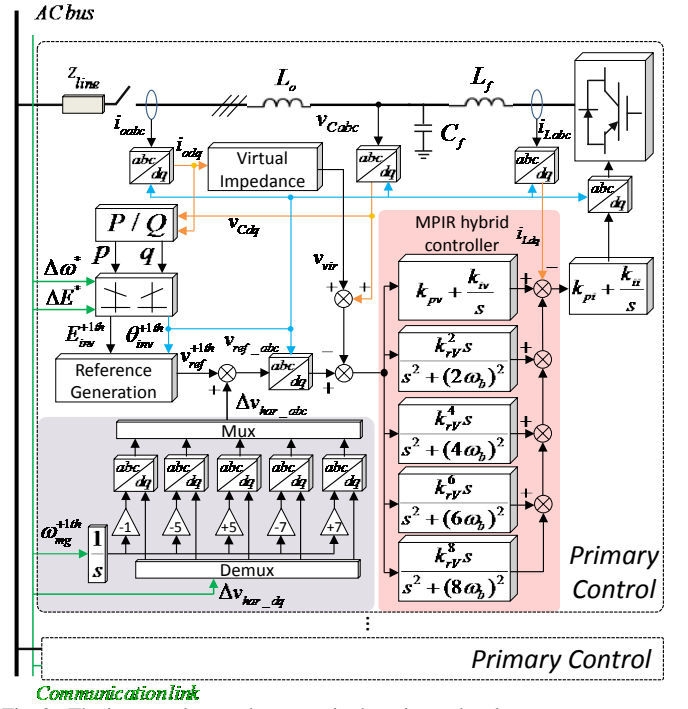 AC bus
Z_line
L_o
L_f
i_oabc
v_Cabc
C_f
i_Labc
abc
dq
i_odq
Virtual
Impedance
abc
dq
abc
dq
abc
dq
P / Q
v_Cdq
MPIR hybrid
controller
i_Ldq
p
q
v_vir
Δω^*
ΔE^*
+
+
k_pv + k_iv/s
+
−
k_pi + k_ii/s
E_inv^+1th
θ_inv^+1th
v_ref^+1th
v_ref_abc
Reference
Generation
+
+
abc
dq
−
+
k_rV^2 s / s^2 + (2ω_b)^2
+
Δv_har_abc
Mux
k_rV^4 s / s^2 + (4ω_b)^2
+
abc
dq
abc
dq
abc
dq
abc
dq
abc
dq
k_rV^6 s / s^2 + (6ω_b)^2
+
ω_mg^+1th
1/s
-1
-5
+5
-7
+7
k_rV^8 s / s^2 + (8ω_b)^2
Demux
Δv_har_dq
Primary
Control
⋮
Primary Control
Communication link